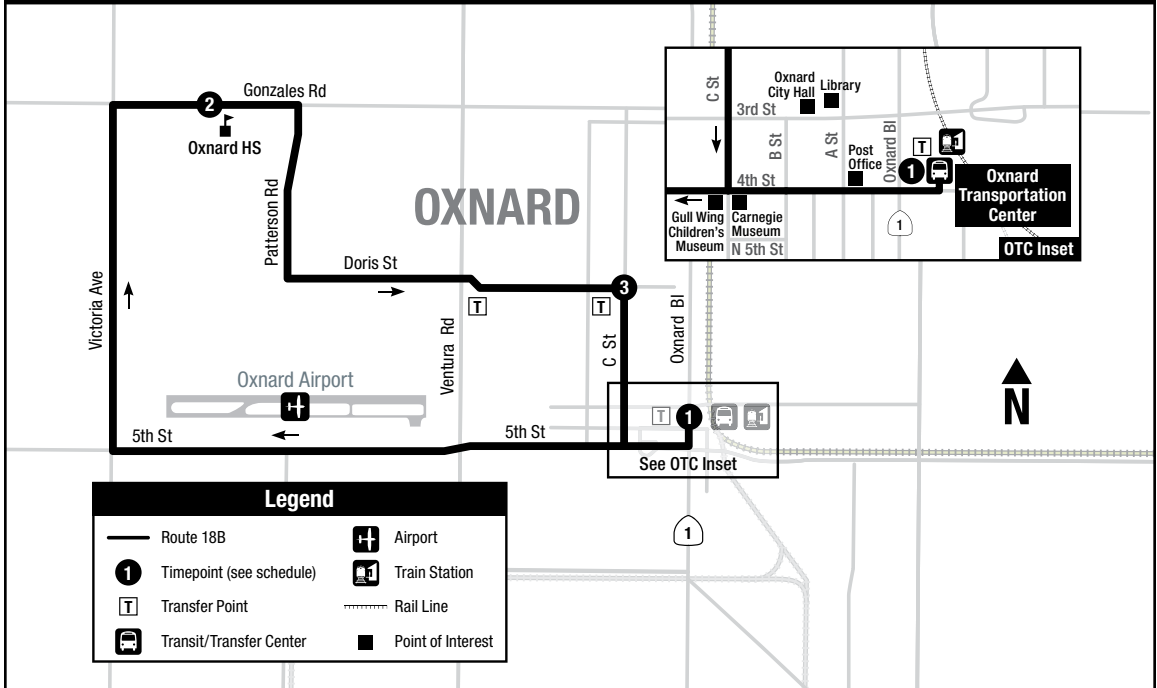 Gonzales Rd
2
Oxnard HS
Patterson Rd
OXNARD
Doris St
T
T
3
Victoria Ave
Ventura Rd
C St
Oxnard Bl
Oxnard Airport
5th St
5th St
T
1
See OTC Inset
1
N
C St
Oxnard
City Hall
Library
3rd St
B St
A St
Oxnard Bl
Post
Office
T
1
4th St
Oxnard
Transportation
Center
Gull Wing
Children's
Museum
Carnegie
Museum
N 5th St
1
OTC Inset
Legend
Route 18B
Airport
1
Timepoint (see schedule)
Train Station
T
Transfer Point
Rail Line
Transit/Transfer Center
Point of Interest